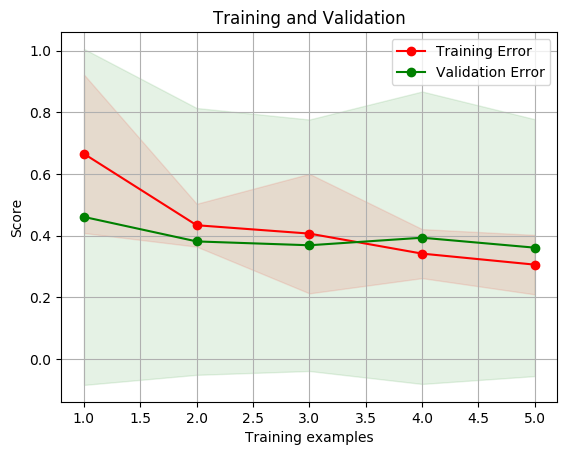 Training and Validation
Training Error
Validation Error
Score
1.0
0.8
0.6
0.4
0.2
0.0
1.0 1.5 2.0 2.5 3.0 3.5 4.0 4.5 5.0
Training examples